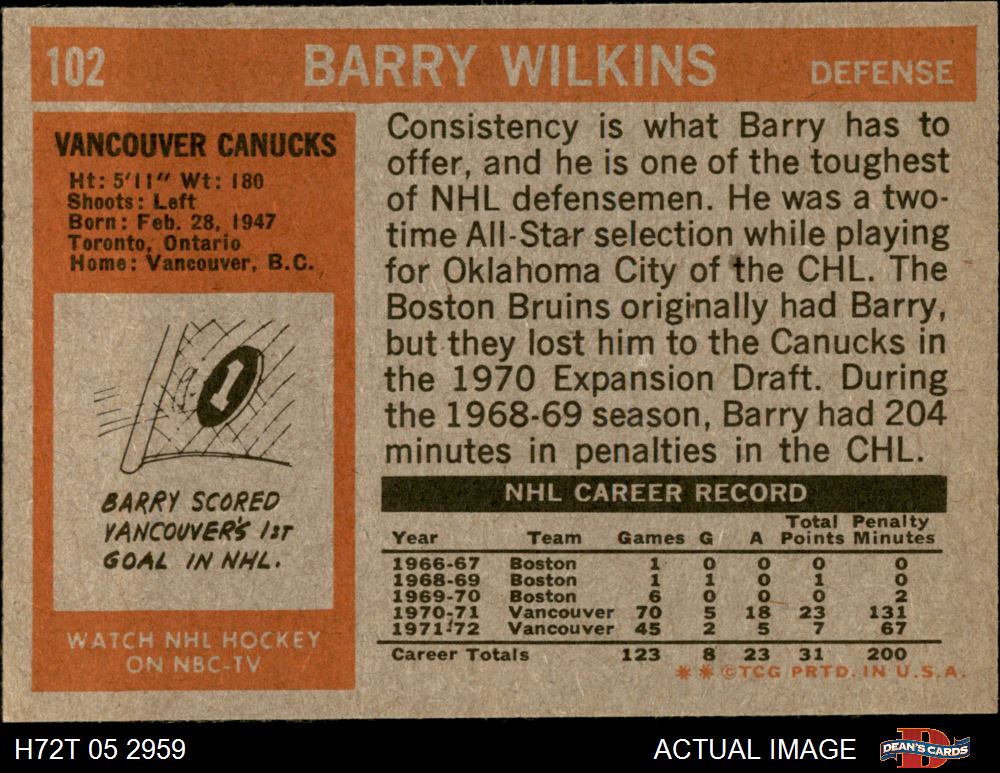 102 BARRY WILKINS DEFENSE
VANCOUVER CANUCKS
Ht: 5'11" Wt: 180
Shoots: Left
Born: Feb. 28, 1947
Toronto, Ontario
Home: Vancouver, B.C.
1
BARRY SCORED
VANCOUVER'S 1ST
GOAL IN NHL.
WATCH NHL HOCKEY
ON NBC-TV
Consistency is what Barry has to
offer, and he is one of the toughest
of NHL defensemen. He was a two-
time All-Star selection while playing
for Oklahoma City of the CHL. The
Boston Bruins originally had Barry,
but they lost him to the Canucks in
the 1970 Expansion Draft. During
the 1968-69 season, Barry had 204
minutes in penalties in the CHL.
NHL CAREER RECORD
Year Team Games G A Total Points Penalty Minutes
1966-67 Boston 1 0 0 0 0
1968-69 Boston 1 1 0 1 0
1969-70 Boston 6 0 0 0 2
1970-71 Vancouver 70 5 18 23 131
1971-72 Vancouver 45 2 5 7 67
Career Totals 123 8 23 31 200
** ©TCG PRTD. IN U.S.A.
H72T 05 2959 ACTUAL IMAGE DEAN'S CARDS